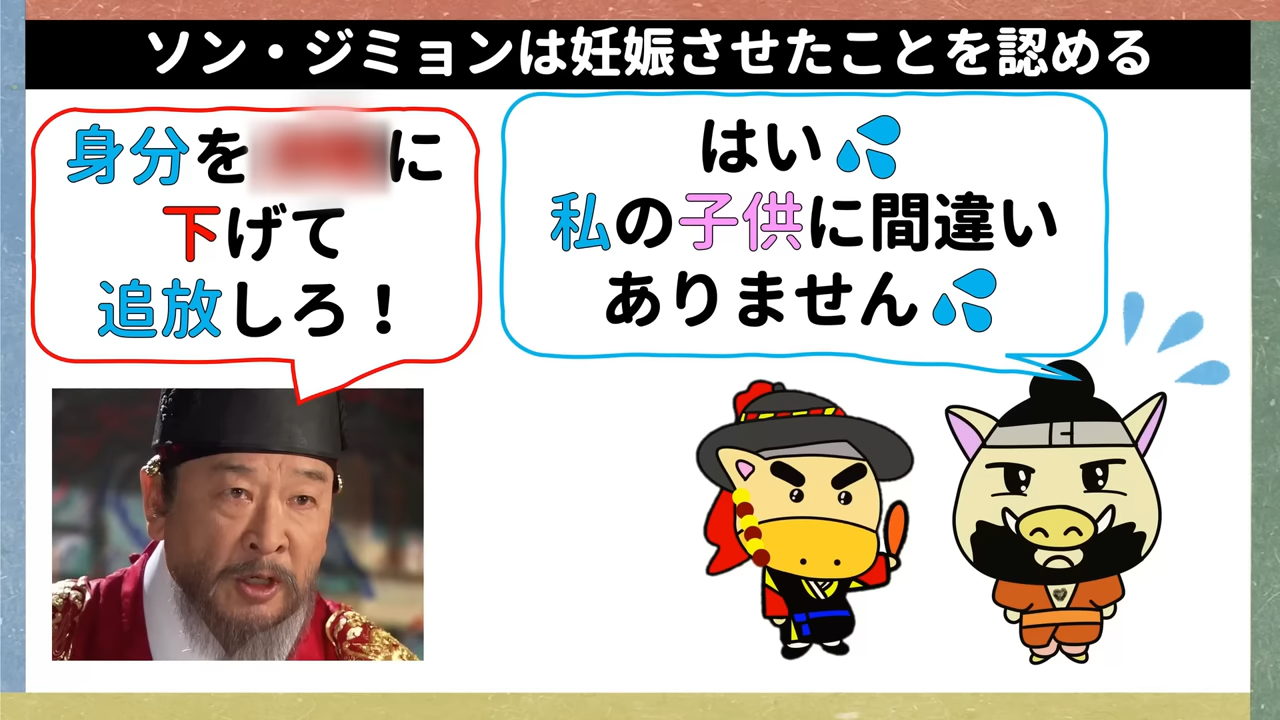 ソン・ジミョンは妊娠させたことを認める
身分を に
下げて
追放しろ！
はい
私の子供に間違い
ありません